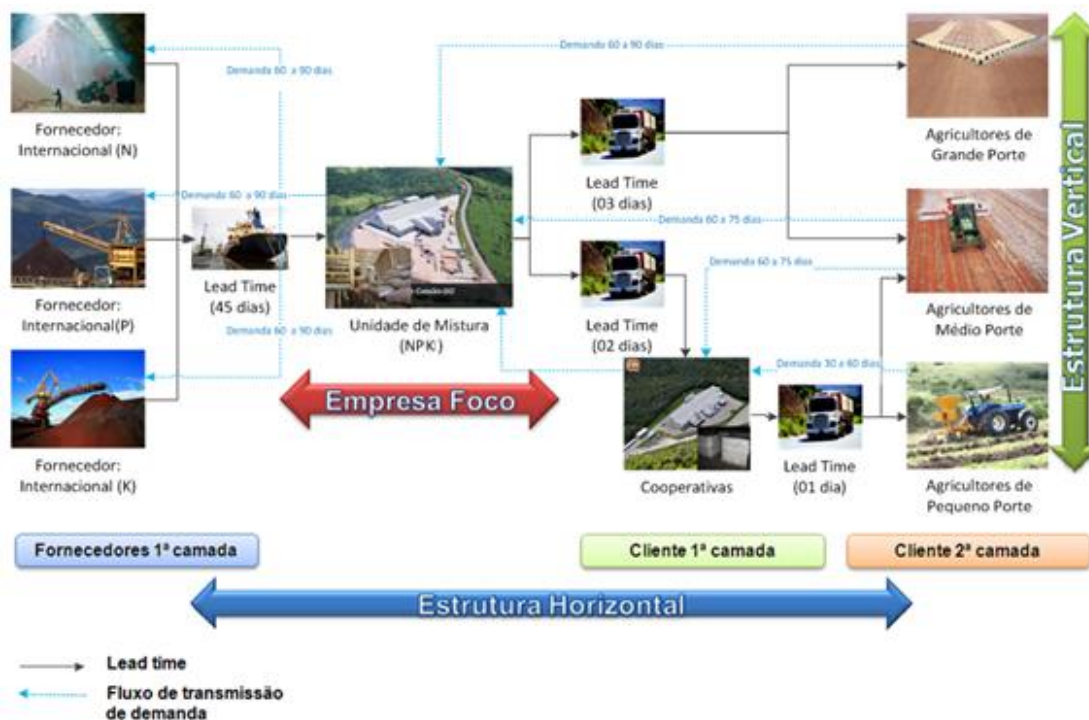 Demanda 60 a 90 dias
Demanda 60 a 90 dias
Fornecedor:
Internacional (N)
Agricultores de
Grande Porte
Lead Time
(03 dias)
Demanda 60 a 90 dias
Demanda 60 a 75 dias
Lead Time
(45 dias)
Demanda 60 a 75 dias
Fornecedor:
Internacional(P)
Unidade de Mistura
(NPK)
Lead Time
(02 dias)
Agricultores de
Médio Porte
Demanda 60 a 90 dias
Demanda 30 a 60 dias
Empresa Foco
Estrutura Vertical
Fornecedor:
Internacional (K)
Cooperativas
Lead Time
(01 dia)
Agricultores de
Pequeno Porte
Fornecedores 1ª camada
Cliente 1ª camada
Cliente 2ª camada
Estrutura Horizontal
Lead time
Fluxo de transmissão
de demanda